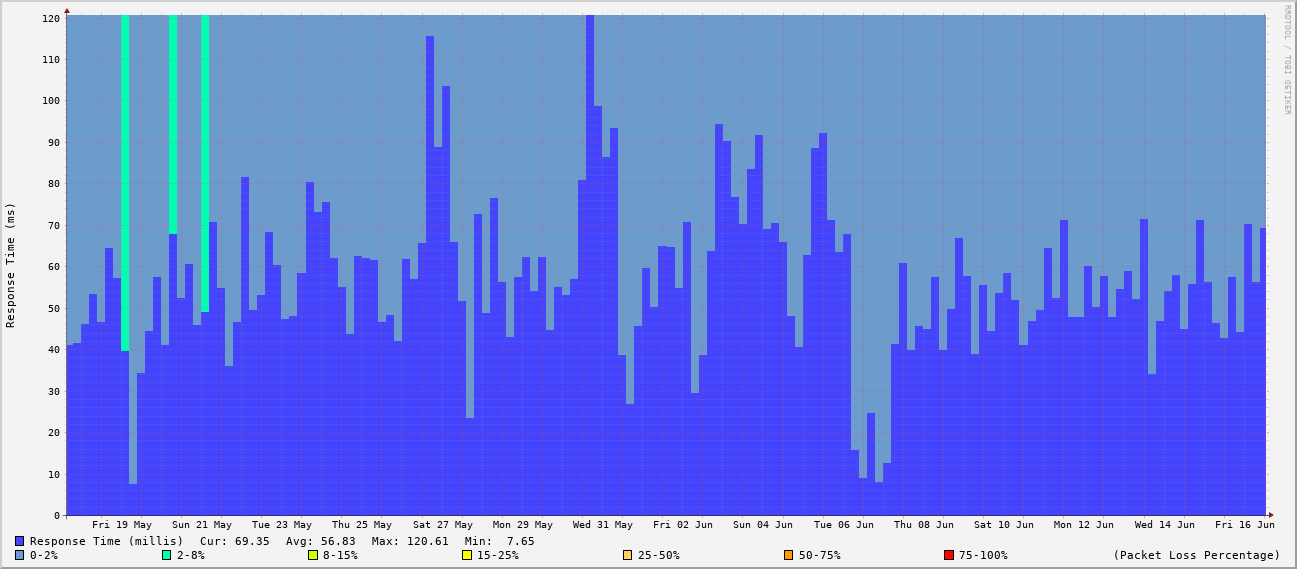 RRDTOOL / TOBI OETIKER
Response Time (ms)
120
110
100
90
80
70
60
50
40
30
20
10
0
Fri 19 May Sun 21 May Tue 23 May Thu 25 May Sat 27 May Mon 29 May Wed 31 May Fri 02 Jun Sun 04 Jun Tue 06 Jun Thu 08 Jun Sat 10 Jun Mon 12 Jun Wed 14 Jun Fri 16 Jun
Response Time (millis) Cur: 69.35 Avg: 56.83 Max: 120.61 Min: 7.65
0-2% 2-8% 8-15% 15-25% 25-50% 50-75% 75-100% (Packet Loss Percentage)